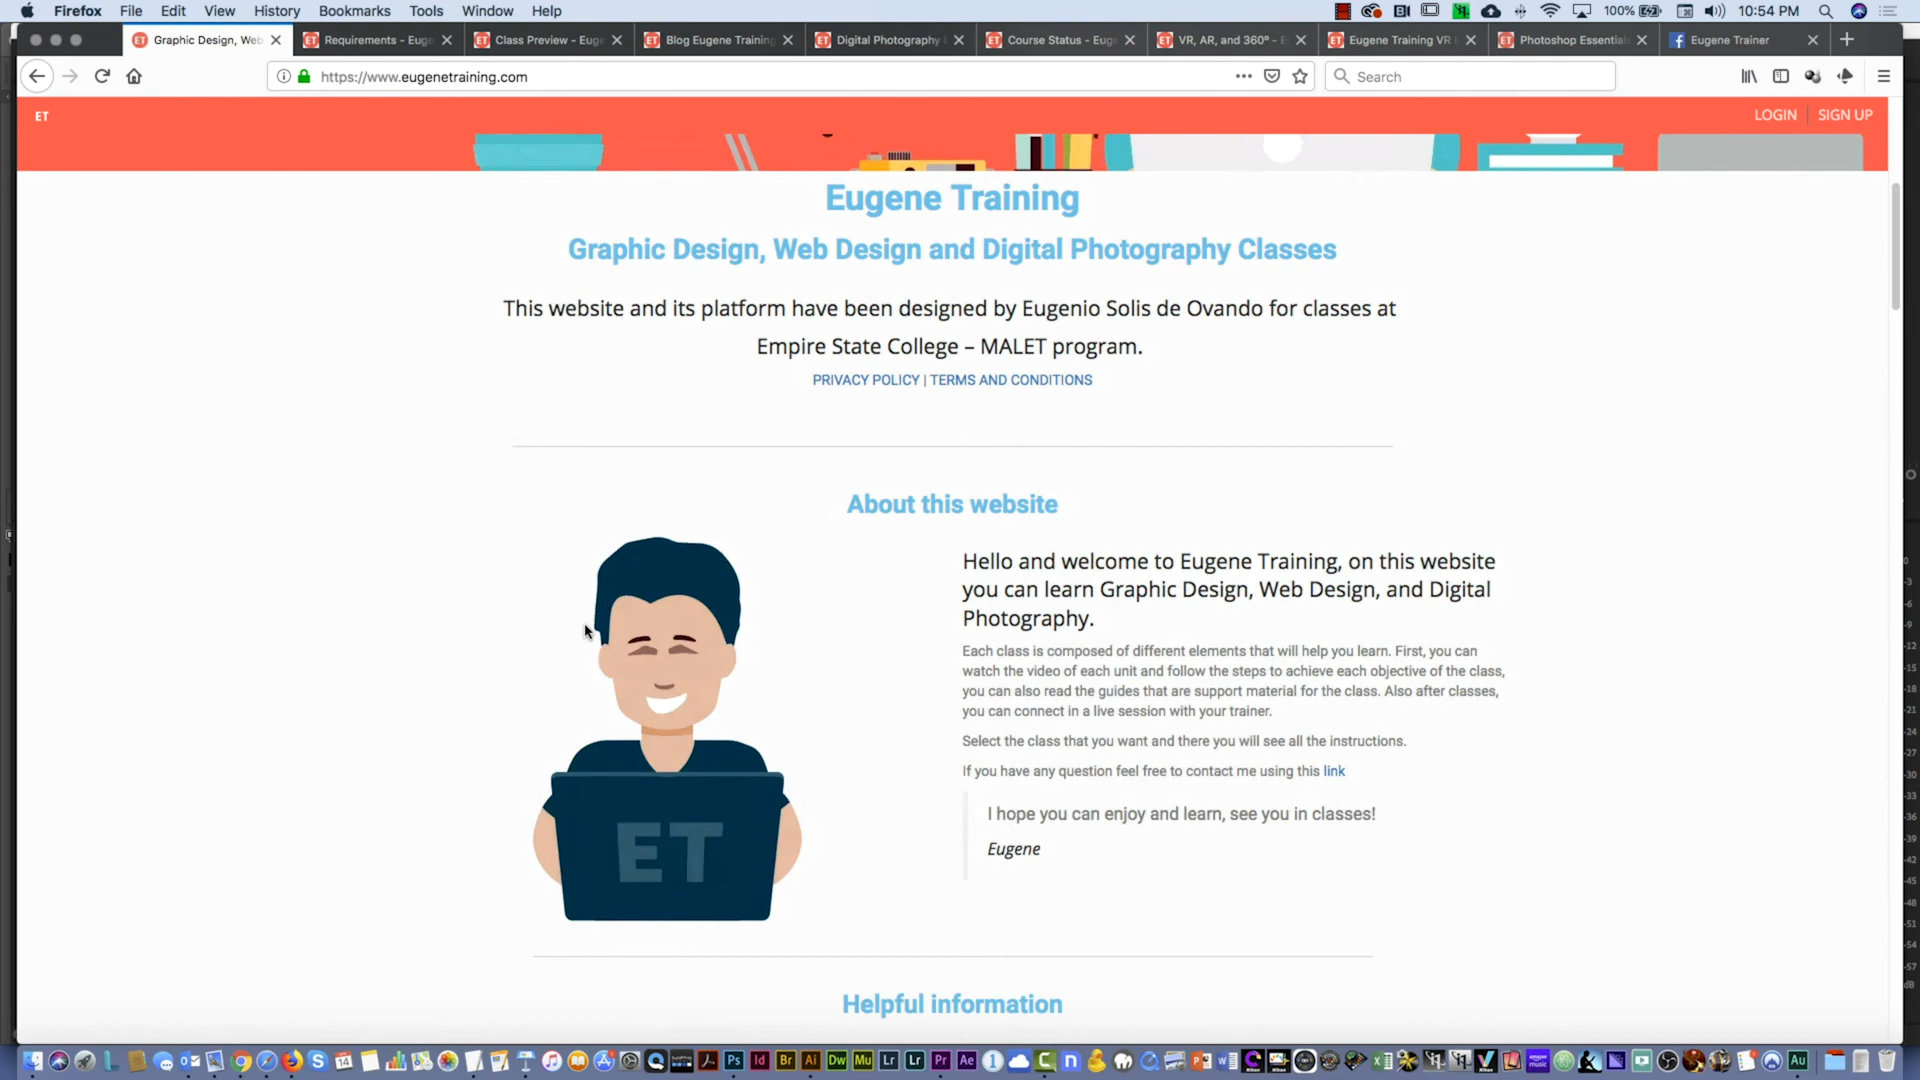 Firefox File Edit View History Bookmarks Tools Window Help 100% 10:54 PM
Graphic Design, Web Requirements - Euge Class Preview - Euge Blog Eugene Training Digital Photography Course Status - Euge VR, AR, and 360º - E Eugene Training VR Photoshop Essential Eugene Trainer
https://www.eugenetraining.com Search
ET LOGIN SIGN UP
Eugene Training
Graphic Design, Web Design and Digital Photography Classes
This website and its platform have been designed by Eugenio Solis de Ovando for classes at
Empire State College – MALET program.
PRIVACY POLICY | TERMS AND CONDITIONS
About this website
Hello and welcome to Eugene Training, on this website
you can learn Graphic Design, Web Design, and Digital
Photography.
Each class is composed of different elements that will help you learn. First, you can
watch the video of each unit and follow the steps to achieve each objective of the class,
you can also read the guides that are support material for the class. Also after classes,
you can connect in a live session with your trainer.
Select the class that you want and there you will see all the instructions.
If you have any question feel free to contact me using this link
I hope you can enjoy and learn, see you in classes!
Eugene
ET
Helpful information